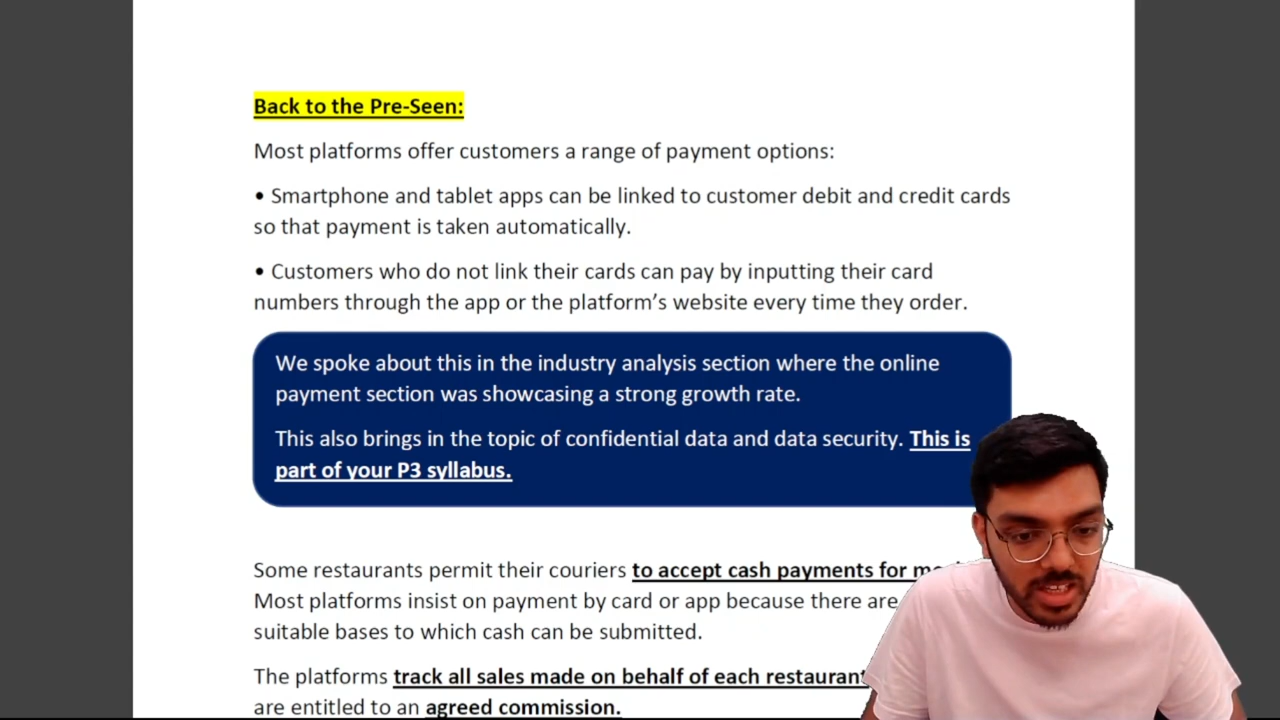 Back to the Pre-Seen:
Most platforms offer customers a range of payment options:
• Smartphone and tablet apps can be linked to customer debit and credit cards
so that payment is taken automatically.
• Customers who do not link their cards can pay by inputting their card
numbers through the app or the platform's website every time they order.
We spoke about this in the industry analysis section where the online
payment section was showcasing a strong growth rate.
This also brings in the topic of confidential data and data security. This is
part of your P3 syllabus.
Some restaurants permit their couriers to accept cash payments for
Most platforms insist on payment by card or app because there are
suitable bases to which cash can be submitted.
The platforms track all sales made on behalf of each restaurant
are entitled to an agreed commission.